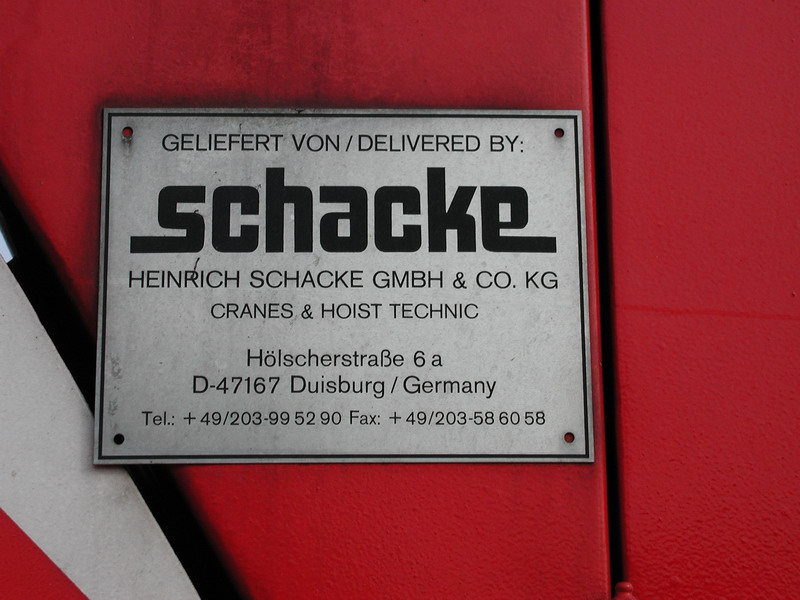 GELIEFERT VON / DELIVERED BY:
schacke
HEINRICH SCHACKE GMBH & CO. KG
CRANES & HOIST TECHNIC
Hölscherstraße 6 a
D-47167 Duisburg / Germany
Tel.: +49/203-99 52 90 Fax: +49/203-58 60 58